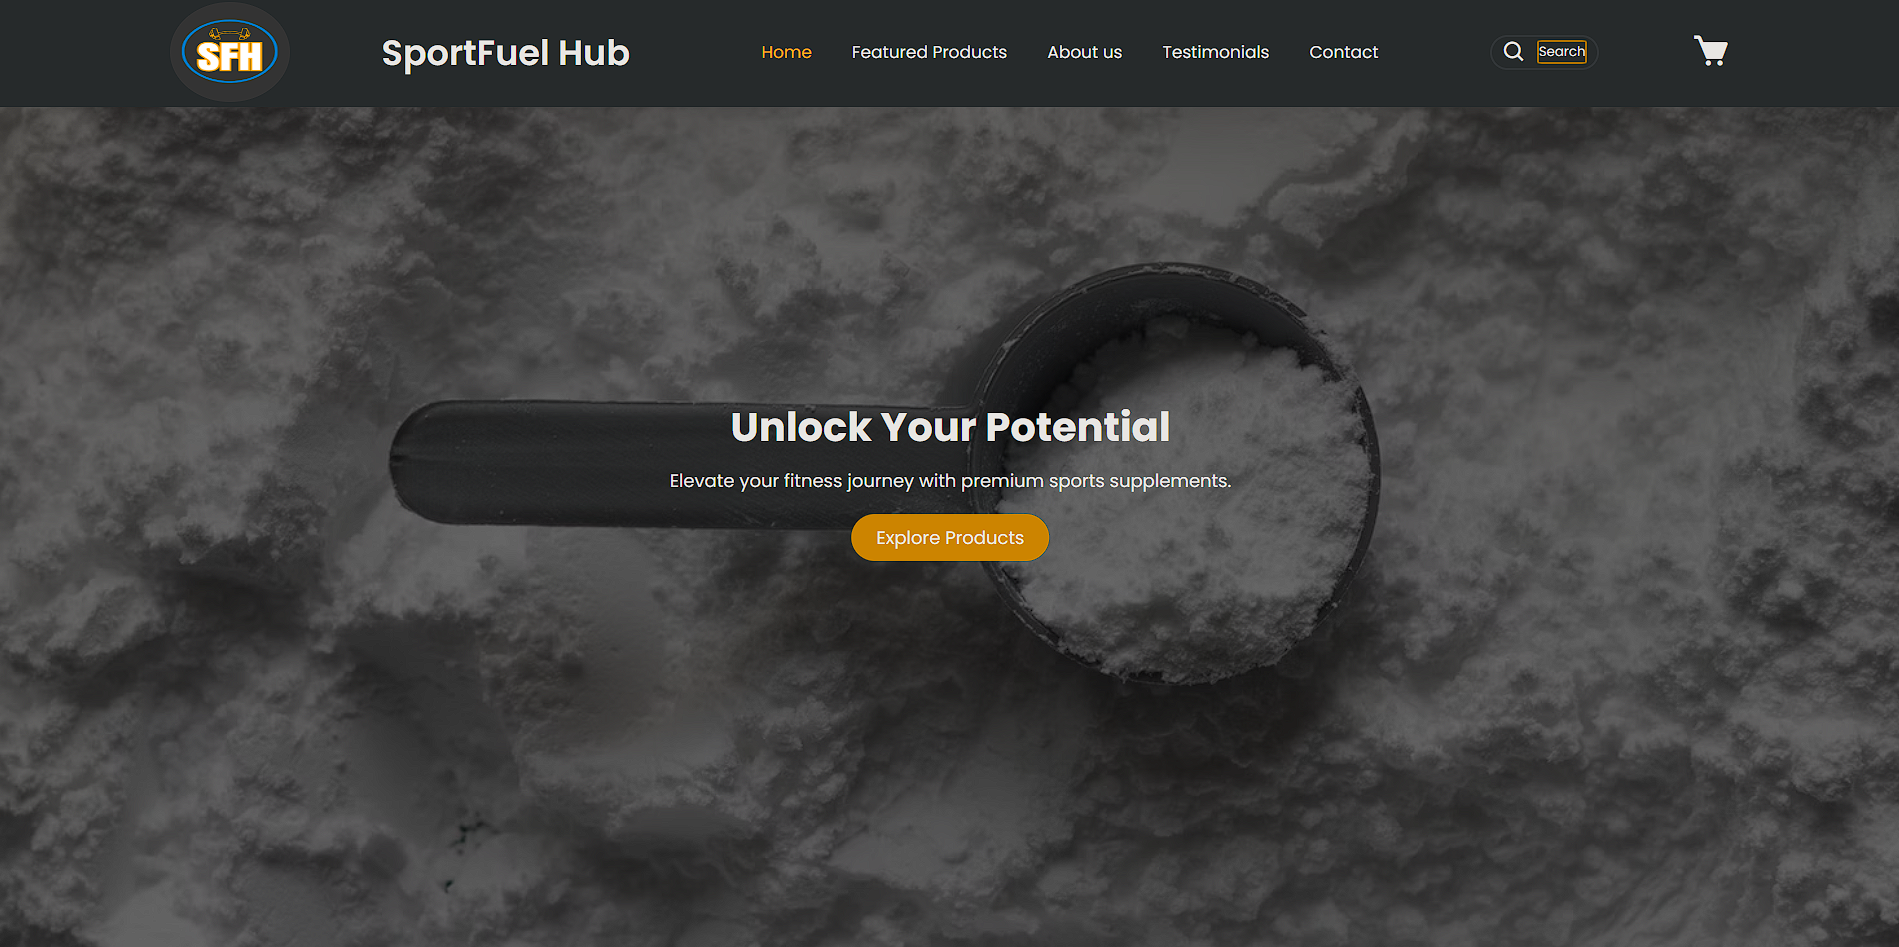 SFH
SportFuel Hub
Home
Featured Products
About us
Testimonials
Contact
Search
Unlock Your Potential
Elevate your fitness journey with premium sports supplements.
Explore Products